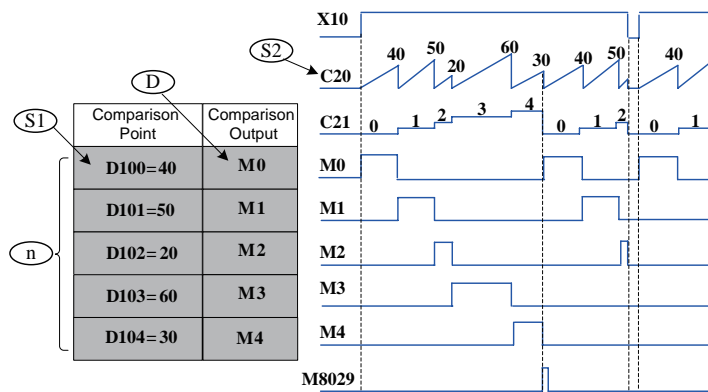 S1
D
Comparison Point
Comparison Output
D100=40
M0
D101=50
M1
D102=20
M2
D103=60
M3
D104=30
M4
n
X10
S2
C20
40
50
20
60
30
40
50
40
C21
0
1
2
3
4
0
1
2
0
1
M0
M1
M2
M3
M4
M8029